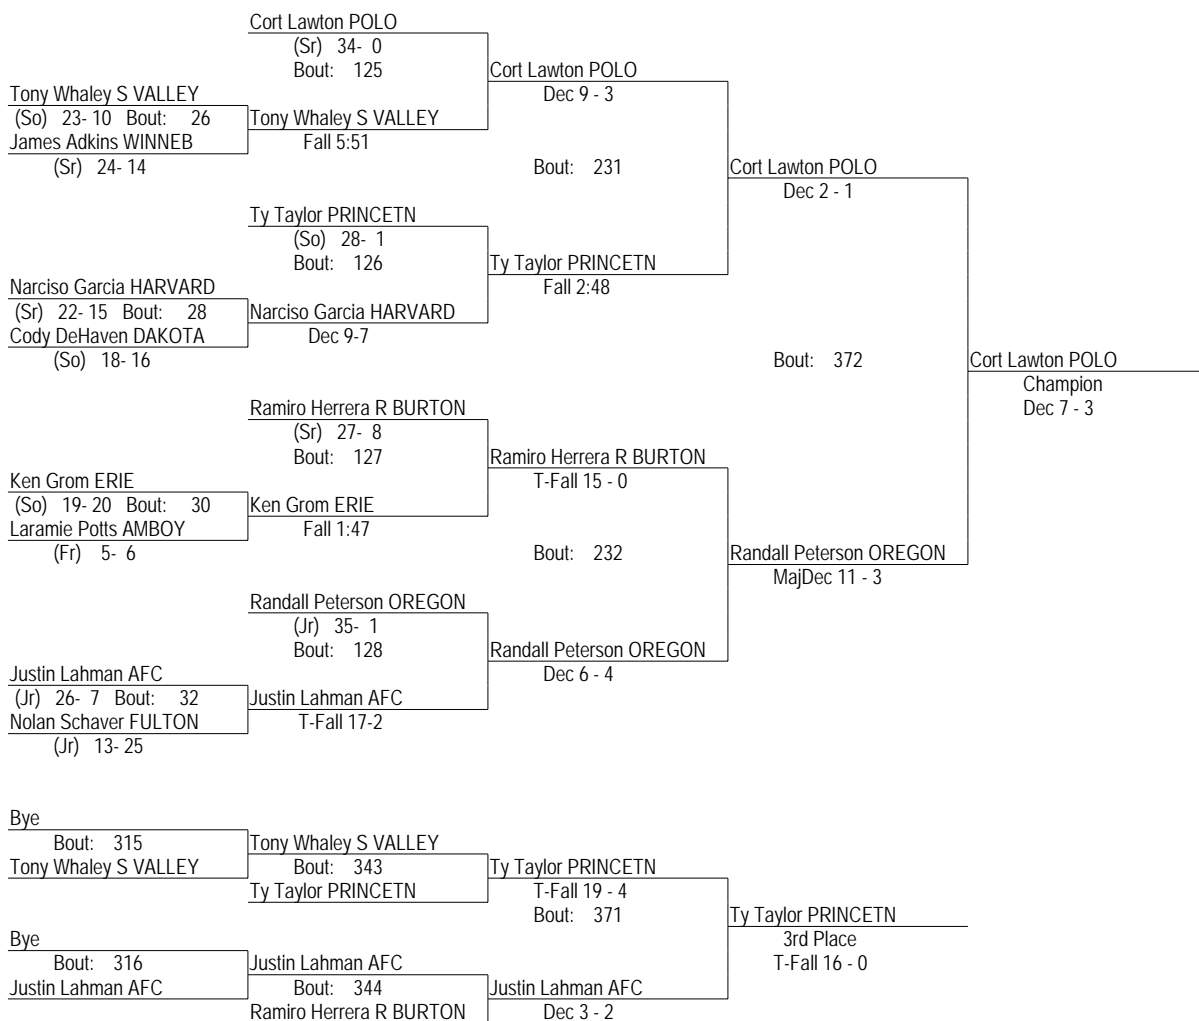 Cort Lawton POLO
(Sr) 34- 0
Bout: 125
Cort Lawton POLO
Dec 9 - 3
Tony Whaley S VALLEY
(So) 23- 10 Bout: 26
Tony Whaley S VALLEY
James Adkins WINNEB
Fall 5:51
(Sr) 24- 14
Bout: 231
Cort Lawton POLO
Dec 2 - 1
Ty Taylor PRINCETN
(So) 28- 1
Bout: 126
Ty Taylor PRINCETN
Fall 2:48
Narciso Garcia HARVARD
(Sr) 22- 15 Bout: 28
Narciso Garcia HARVARD
Cody DeHaven DAKOTA
Dec 9-7
(So) 18- 16
Bout: 372
Cort Lawton POLO
Champion
Dec 7 - 3
Ramiro Herrera R BURTON
(Sr) 27- 8
Bout: 127
Ramiro Herrera R BURTON
T-Fall 15 - 0
Ken Grom ERIE
(So) 19- 20 Bout: 30
Ken Grom ERIE
Laramie Potts AMBOY
Fall 1:47
(Fr) 5- 6
Bout: 232
Randall Peterson OREGON
MajDec 11 - 3
Randall Peterson OREGON
(Jr) 35- 1
Bout: 128
Randall Peterson OREGON
Dec 6 - 4
Justin Lahman AFC
(Jr) 26- 7 Bout: 32
Justin Lahman AFC
Nolan Schaver FULTON
T-Fall 17-2
(Jr) 13- 25
Bye
Bout: 315
Tony Whaley S VALLEY
Tony Whaley S VALLEY
Bout: 343
Ty Taylor PRINCETN
Ty Taylor PRINCETN
T-Fall 19 - 4
Bout: 371
Ty Taylor PRINCETN
3rd Place
T-Fall 16 - 0
Bye
Bout: 316
Justin Lahman AFC
Justin Lahman AFC
Bout: 344
Ramiro Herrera R BURTON
Justin Lahman AFC
Dec 3 - 2